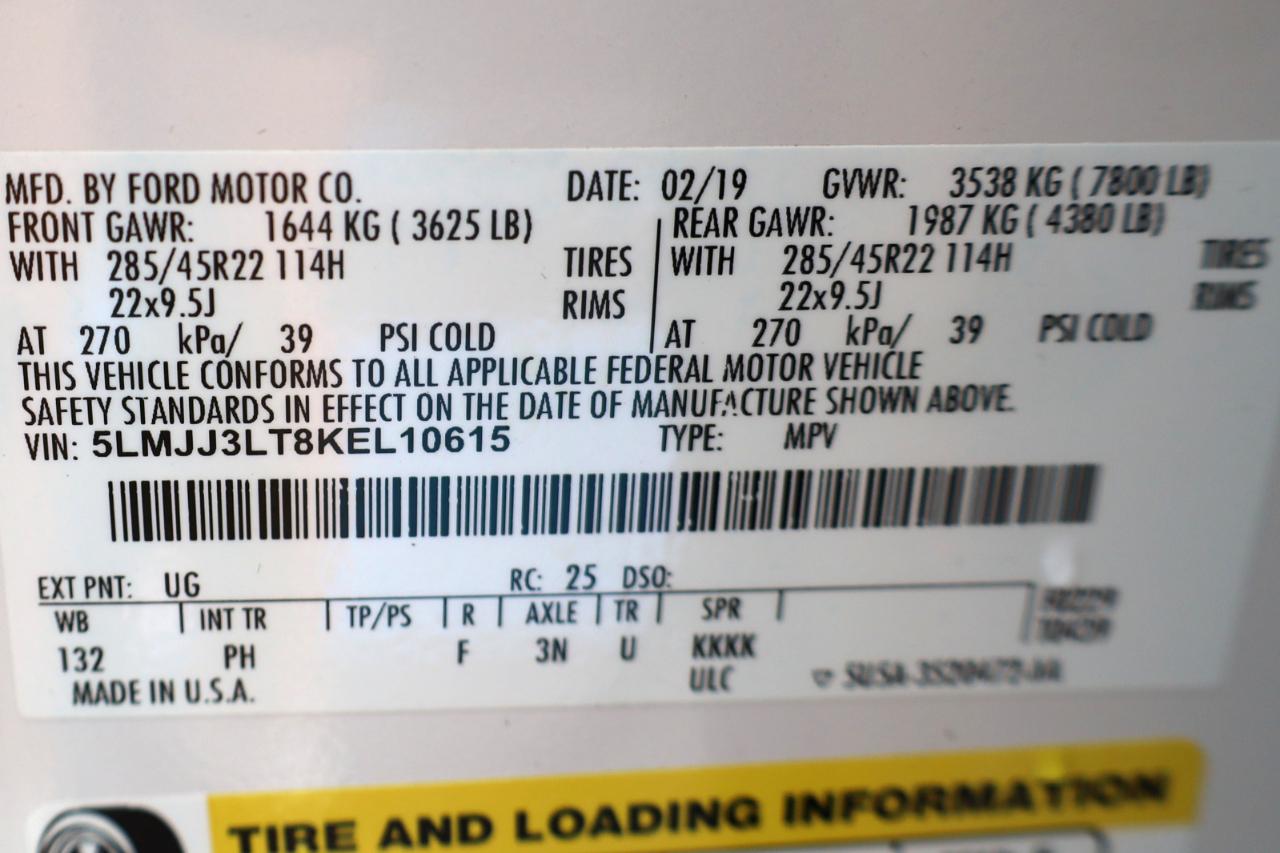 MFD. BY FORD MOTOR CO. DATE: 02/19 GVWR: 3538 KG ( 7800 LB)
FRONT GAWR: 1644 KG ( 3625 LB) REAR GAWR: 1987 KG ( 4380 LB)
WITH 285/45R22 114H TIRES WITH 285/45R22 114H TIRES
22x9.5J RIMS 22x9.5J RIMS
AT 270 kPa/ 39 PSI COLD AT 270 kPa/ 39 PSI COLD
THIS VEHICLE CONFORMS TO ALL APPLICABLE FEDERAL MOTOR VEHICLE
SAFETY STANDARDS IN EFFECT ON THE DATE OF MANUFACTURE SHOWN ABOVE.
VIN: 5LMJJ3LT8KEL10615 TYPE: MPV
EXT PNT: UG RC: 25 DSO:
WB INT TR TP/PS R AXLE TR SPR
132 PH F 3N U KKKK
MADE IN U.S.A. ULC
TIRE AND LOADING INFORMATION